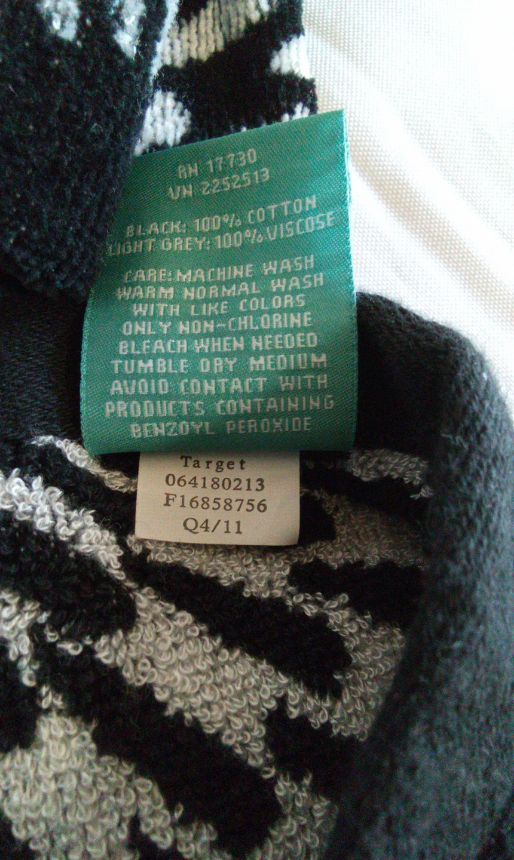 RN 17730
VN 2252513
BLACK: 100% COTTON
LIGHT GREY: 100% VISCOSE
CARE: MACHINE WASH
WARM NORMAL WASH
WITH LIKE COLORS
ONLY NON-CHLORINE
BLEACH WHEN NEEDED
TUMBLE DRY MEDIUM
AVOID CONTACT WITH
PRODUCTS CONTAINING
BENZOYL PEROXIDE
Target
064180213
F16858756
Q4/11